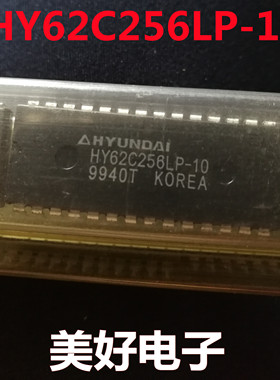 HY62C256LP-1
HYUNDAI
HY62C256LP-10
9940T KOREA
美好电子